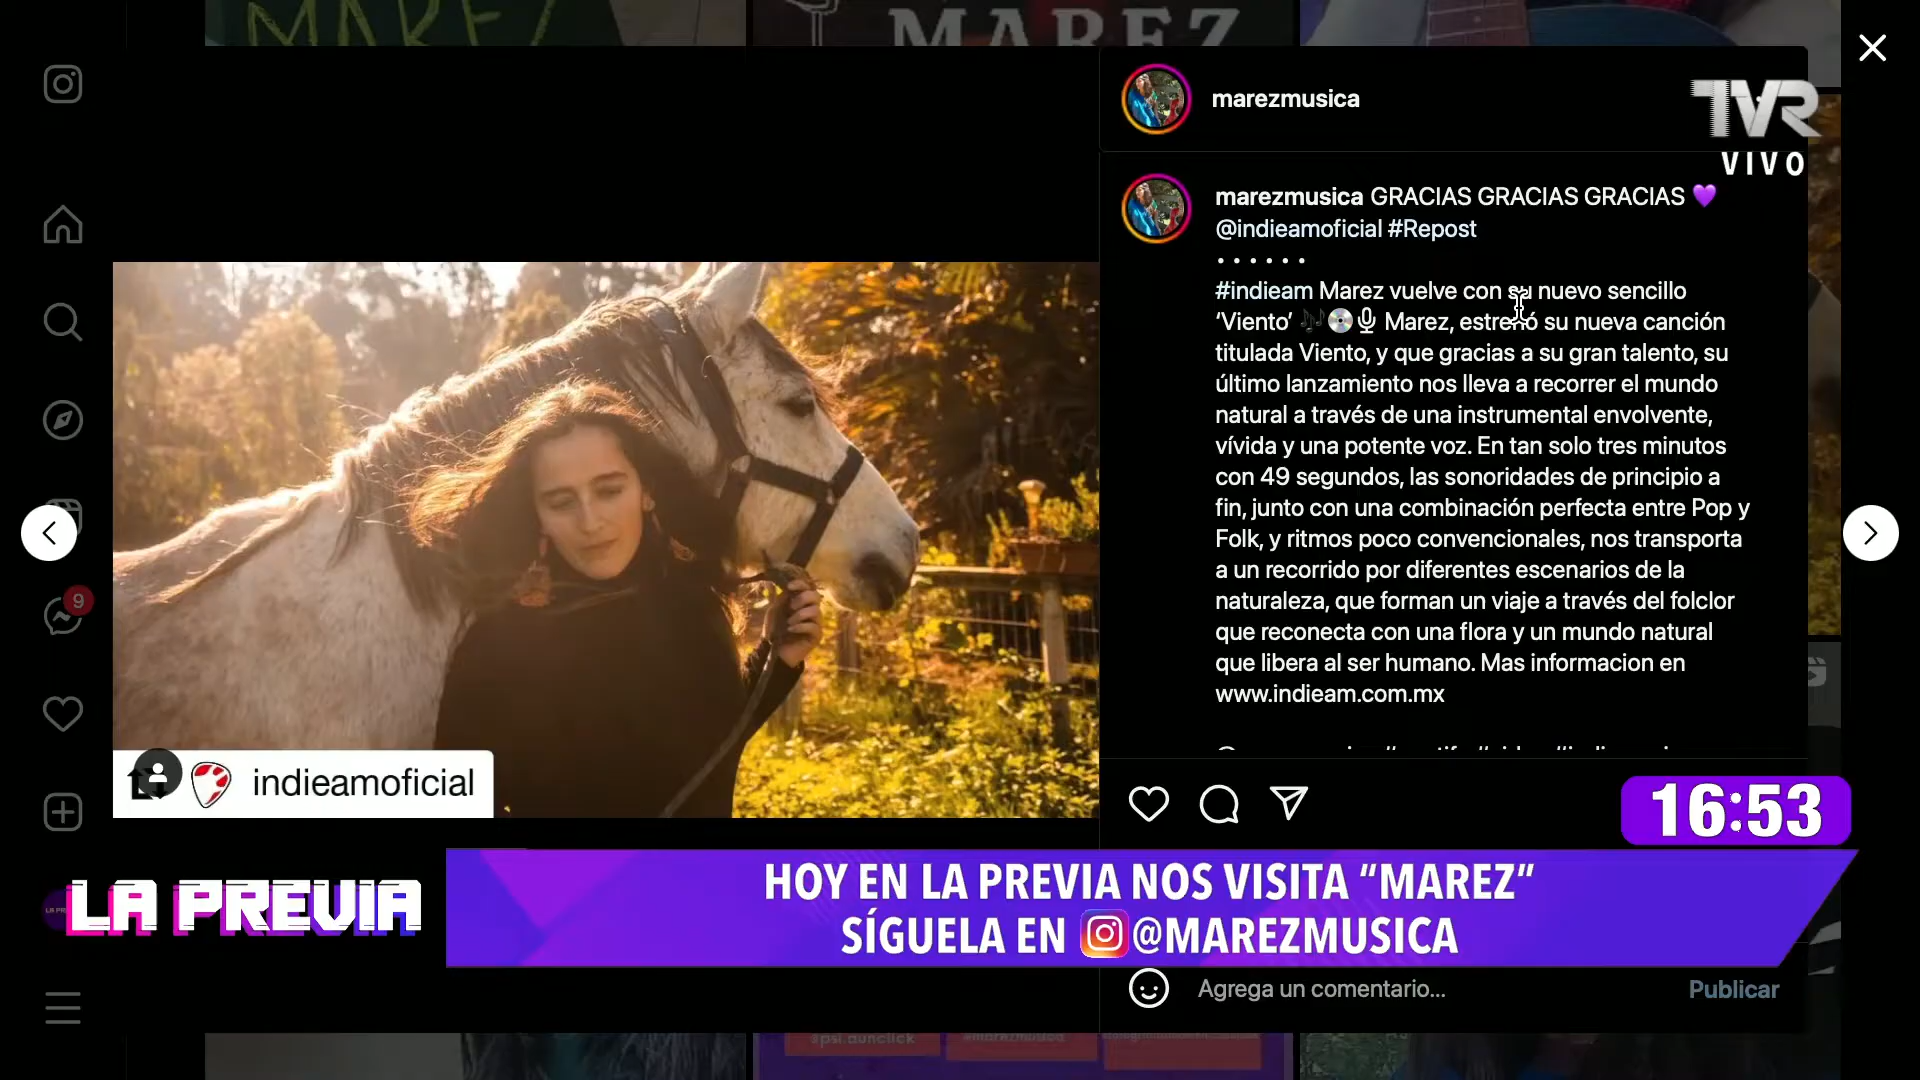 MAREZ
MAREZ
marezmusica
TVR
VIVO
marezmusica GRACIAS GRACIAS GRACIAS 💜
@indieamoficial #Repost
• • • • • •
#indieam Marez vuelve con su nuevo sencillo
‘Viento’ 🎶💿🎙 Marez, estrenó su nueva canción
titulada Viento, y que gracias a su gran talento, su
último lanzamiento nos lleva a recorrer el mundo
natural a través de una instrumental envolvente,
vívida y una potente voz. En tan solo tres minutos
con 49 segundos, las sonoridades de principio a
fin, junto con una combinación perfecta entre Pop y
Folk, y ritmos poco convencionales, nos transporta
a un recorrido por diferentes escenarios de la
naturaleza, que forman un viaje a través del folclor
que reconecta con una flora y un mundo natural
que libera al ser humano. Mas informacion en
www.indieam.com.mx
9
indieamoficial
16:53
LA PREVIA
HOY EN LA PREVIA NOS VISITA “MAREZ“
SÍGUELA EN @MAREZMUSICA
Agrega un comentario...
Publicar
@psi.aunclick
@marezmusica